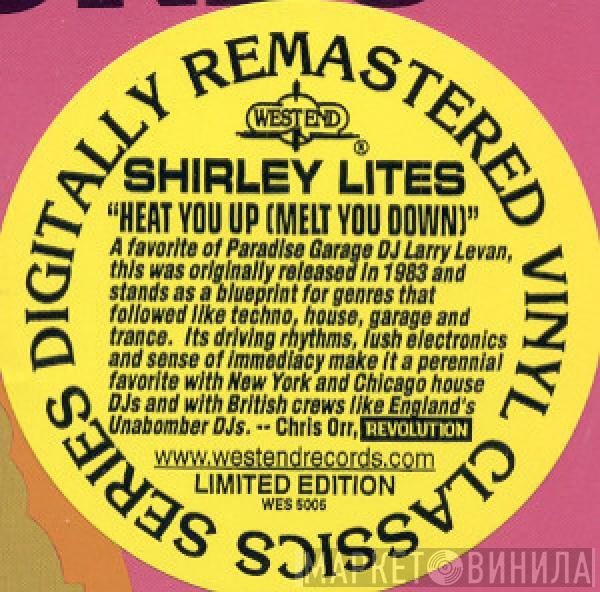 DIGITALLY REMASTERED VINYL CLASSICS SERIES
WEST END
®
SHIRLEY LITES
"HEAT YOU UP (MELT YOU DOWN)"
A favorite of Paradise Garage DJ Larry Levan,
this was originally released in 1983 and
stands as a blueprint for genres that
followed like techno, house, garage and
trance. Its driving rhythms, lush electronics
and sense of immediacy make it a perennial
favorite with New York and Chicago house
DJs and with British crews like England's
Unabomber DJs. -- Chris Orr, REVOLUTION
www.westendrecords.com
LIMITED EDITION
WES 5005
МАРКЕТ ВИНИЛА